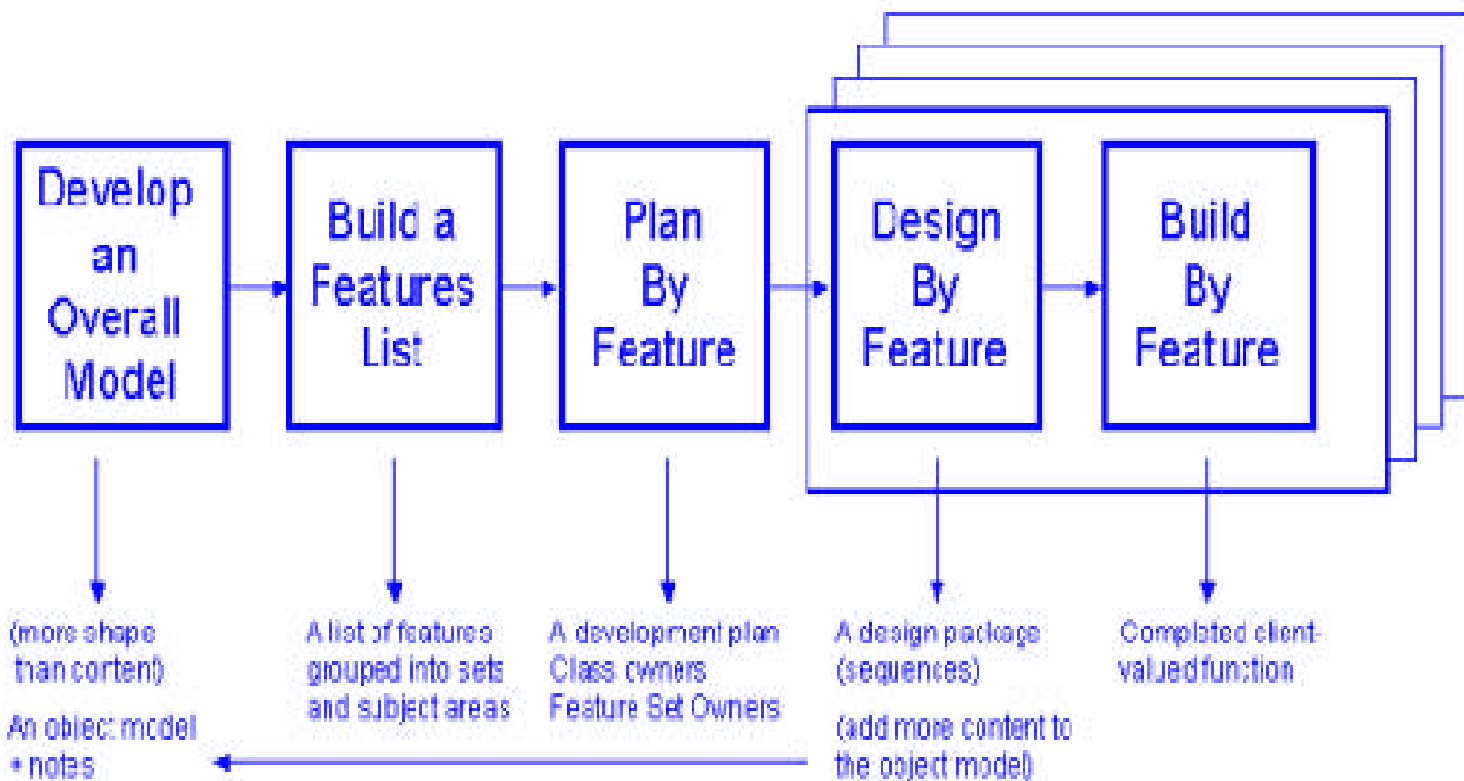 Develop
an
Overall
Model
Build a
Features
List
Plan
By
Feature
Design
By
Feature
Build
By
Feature
(more shape
than content)
An object model
+ notes
A list of features
grouped into sets
and subject areas
A development plan
Class owners
Feature Set Owners
A design package
(sequences)
(add more content to
the object model)
Completed client-
valued function